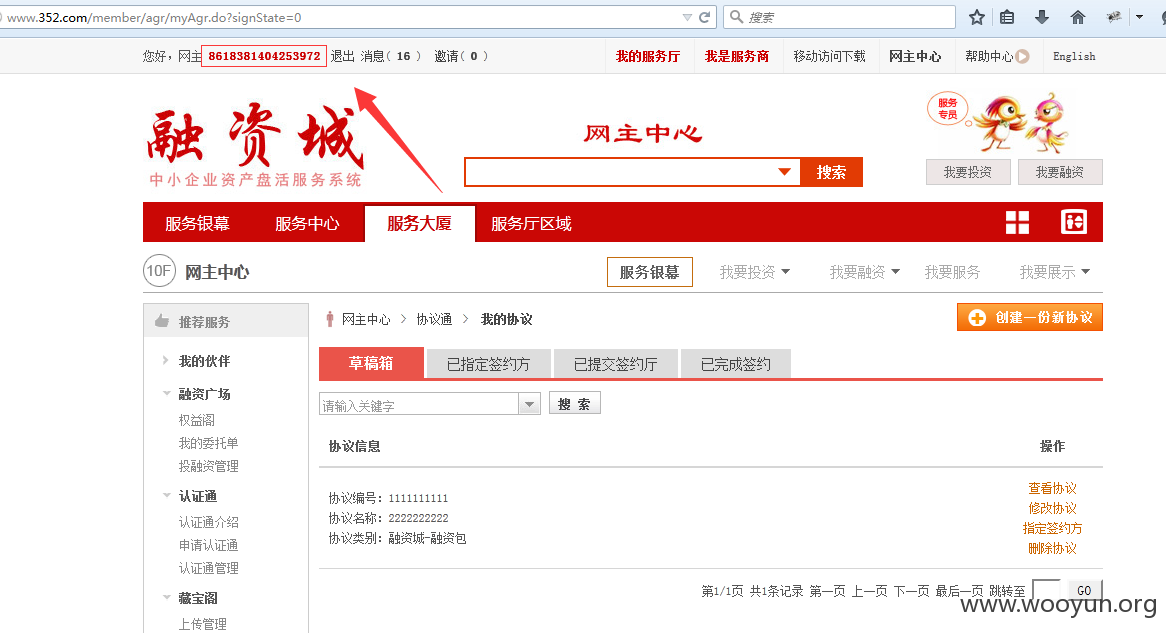 www.352.com/member/agr/myAgr.do?signState=0
搜索
您好，网主 8618381404253972 退出 消息（ 16 ） 邀请（ 0 ）
我的服务厅 我是服务商 移动访问下载 网主中心 帮助中心 English
融资城
中小企业资产盘活服务系统
网主中心
搜索
服务专员
我要投资 我要融资
服务银幕 服务中心 服务大厦 服务厅区域
10F 网主中心
服务银幕 我要投资 我要融资 我要服务 我要展示
推荐服务
我的伙伴
融资广场
权益阁
我的委托单
投融资管理
认证通
认证通介绍
申请认证通
认证通管理
藏宝阁
上传管理
网主中心 > 协议通 > 我的协议
创建一份新协议
草稿箱 已指定签约方 已提交签约厅 已完成签约
请输入关键字 搜 索
协议信息 操作
协议编号：1111111111
协议名称：2222222222
协议类别：融资城-融资包
查看协议
修改协议
指定签约方
删除协议
第1/1页 共1条记录 第一页 上一页 下一页 最后一页 跳转至 GO
www.wooyun.org